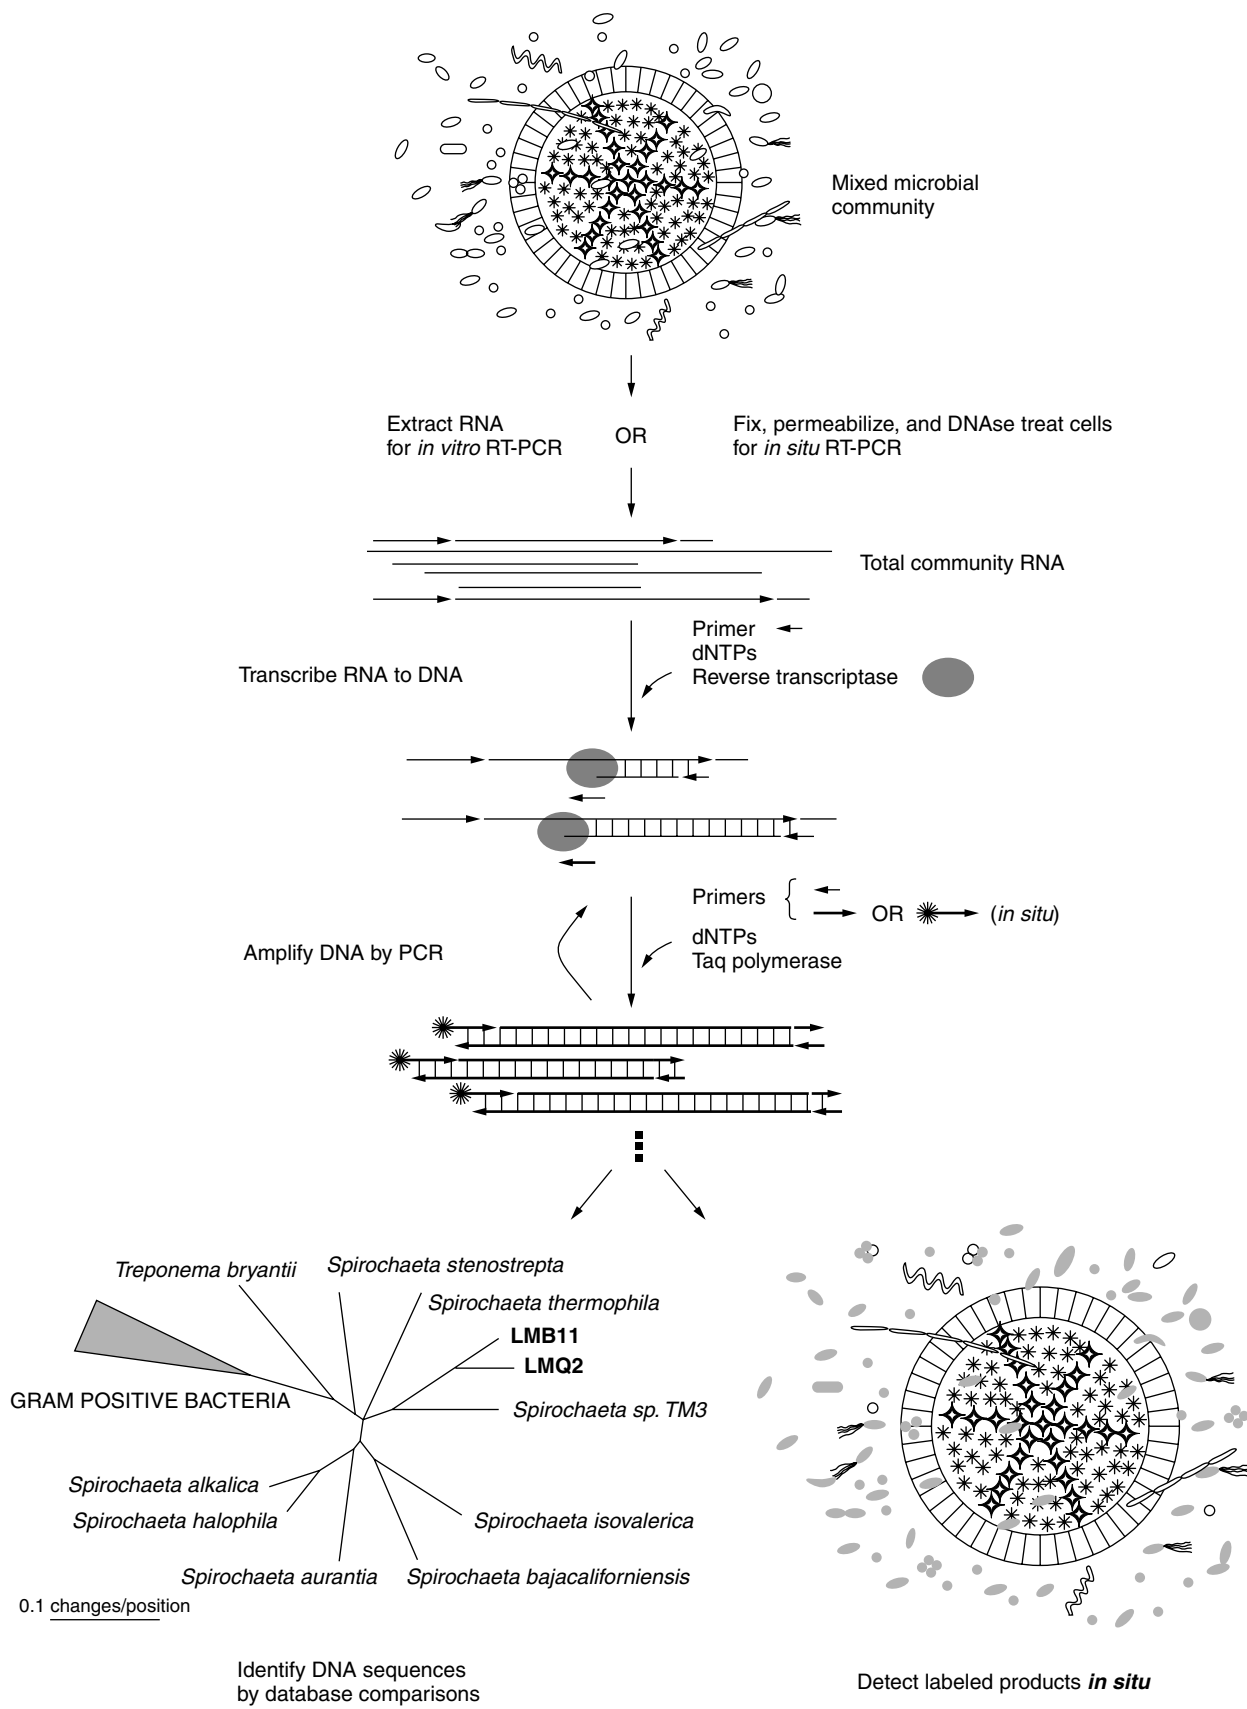 Mixed microbial
community
Extract RNA
for in vitro RT-PCR
OR
Fix, permeabilize, and DNAse treat cells
for in situ RT-PCR
Total community RNA
Primer
dNTPs
Reverse transcriptase
Transcribe RNA to DNA
Primers
OR
(in situ)
dNTPs
Taq polymerase
Amplify DNA by PCR
Treponema bryantii
Spirochaeta stenostrepta
Spirochaeta thermophila
LMB11
LMQ2
GRAM POSITIVE BACTERIA
Spirochaeta sp. TM3
Spirochaeta alkalica
Spirochaeta halophila
Spirochaeta isovalerica
Spirochaeta aurantia
Spirochaeta bajacaliforniensis
0.1 changes/position
Identify DNA sequences
by database comparisons
Detect labeled products in situ